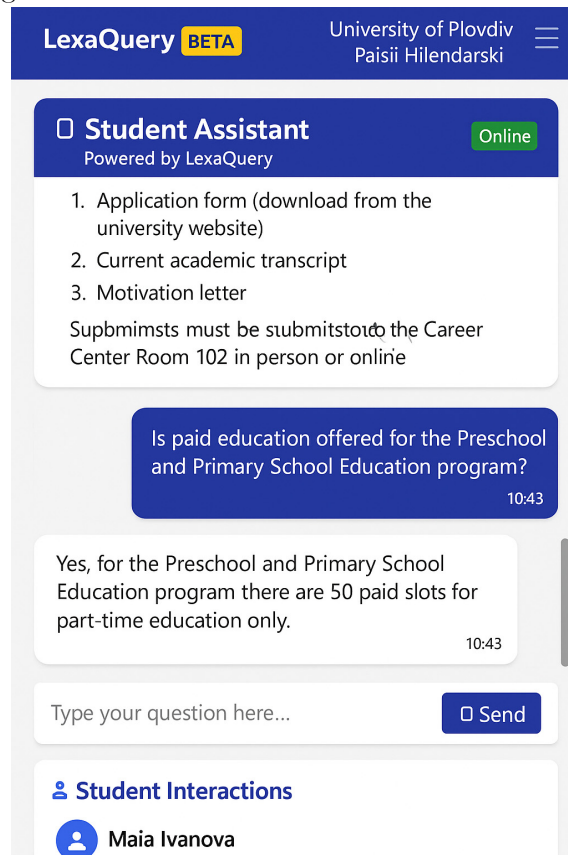 LexaQuery BETA
University of Plovdiv
Paisii Hilendarski
Student Assistant
Online
Powered by LexaQuery
1. Application form (download from the
university website)
2. Current academic transcript
3. Motivation letter
must be the Career
Center Room 102 in person or online
Is paid education offered for the Preschool
and Primary School Education program?
10:43
Yes, for the Preschool and Primary School
Education program there are 50 paid slots for
part-time education only.
10:43
Type your question here...
Send
Student Interactions
Maia Ivanova